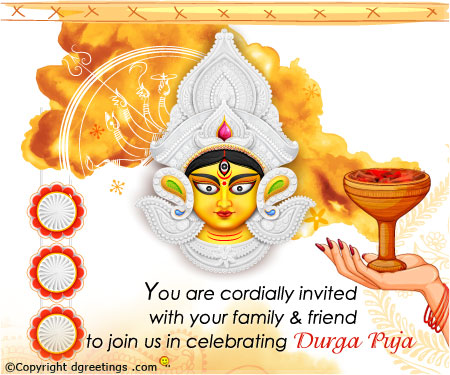 You are cordially invited
with your family & friend
to join us in celebrating Durga Puja
©Copyright dgreetings .com